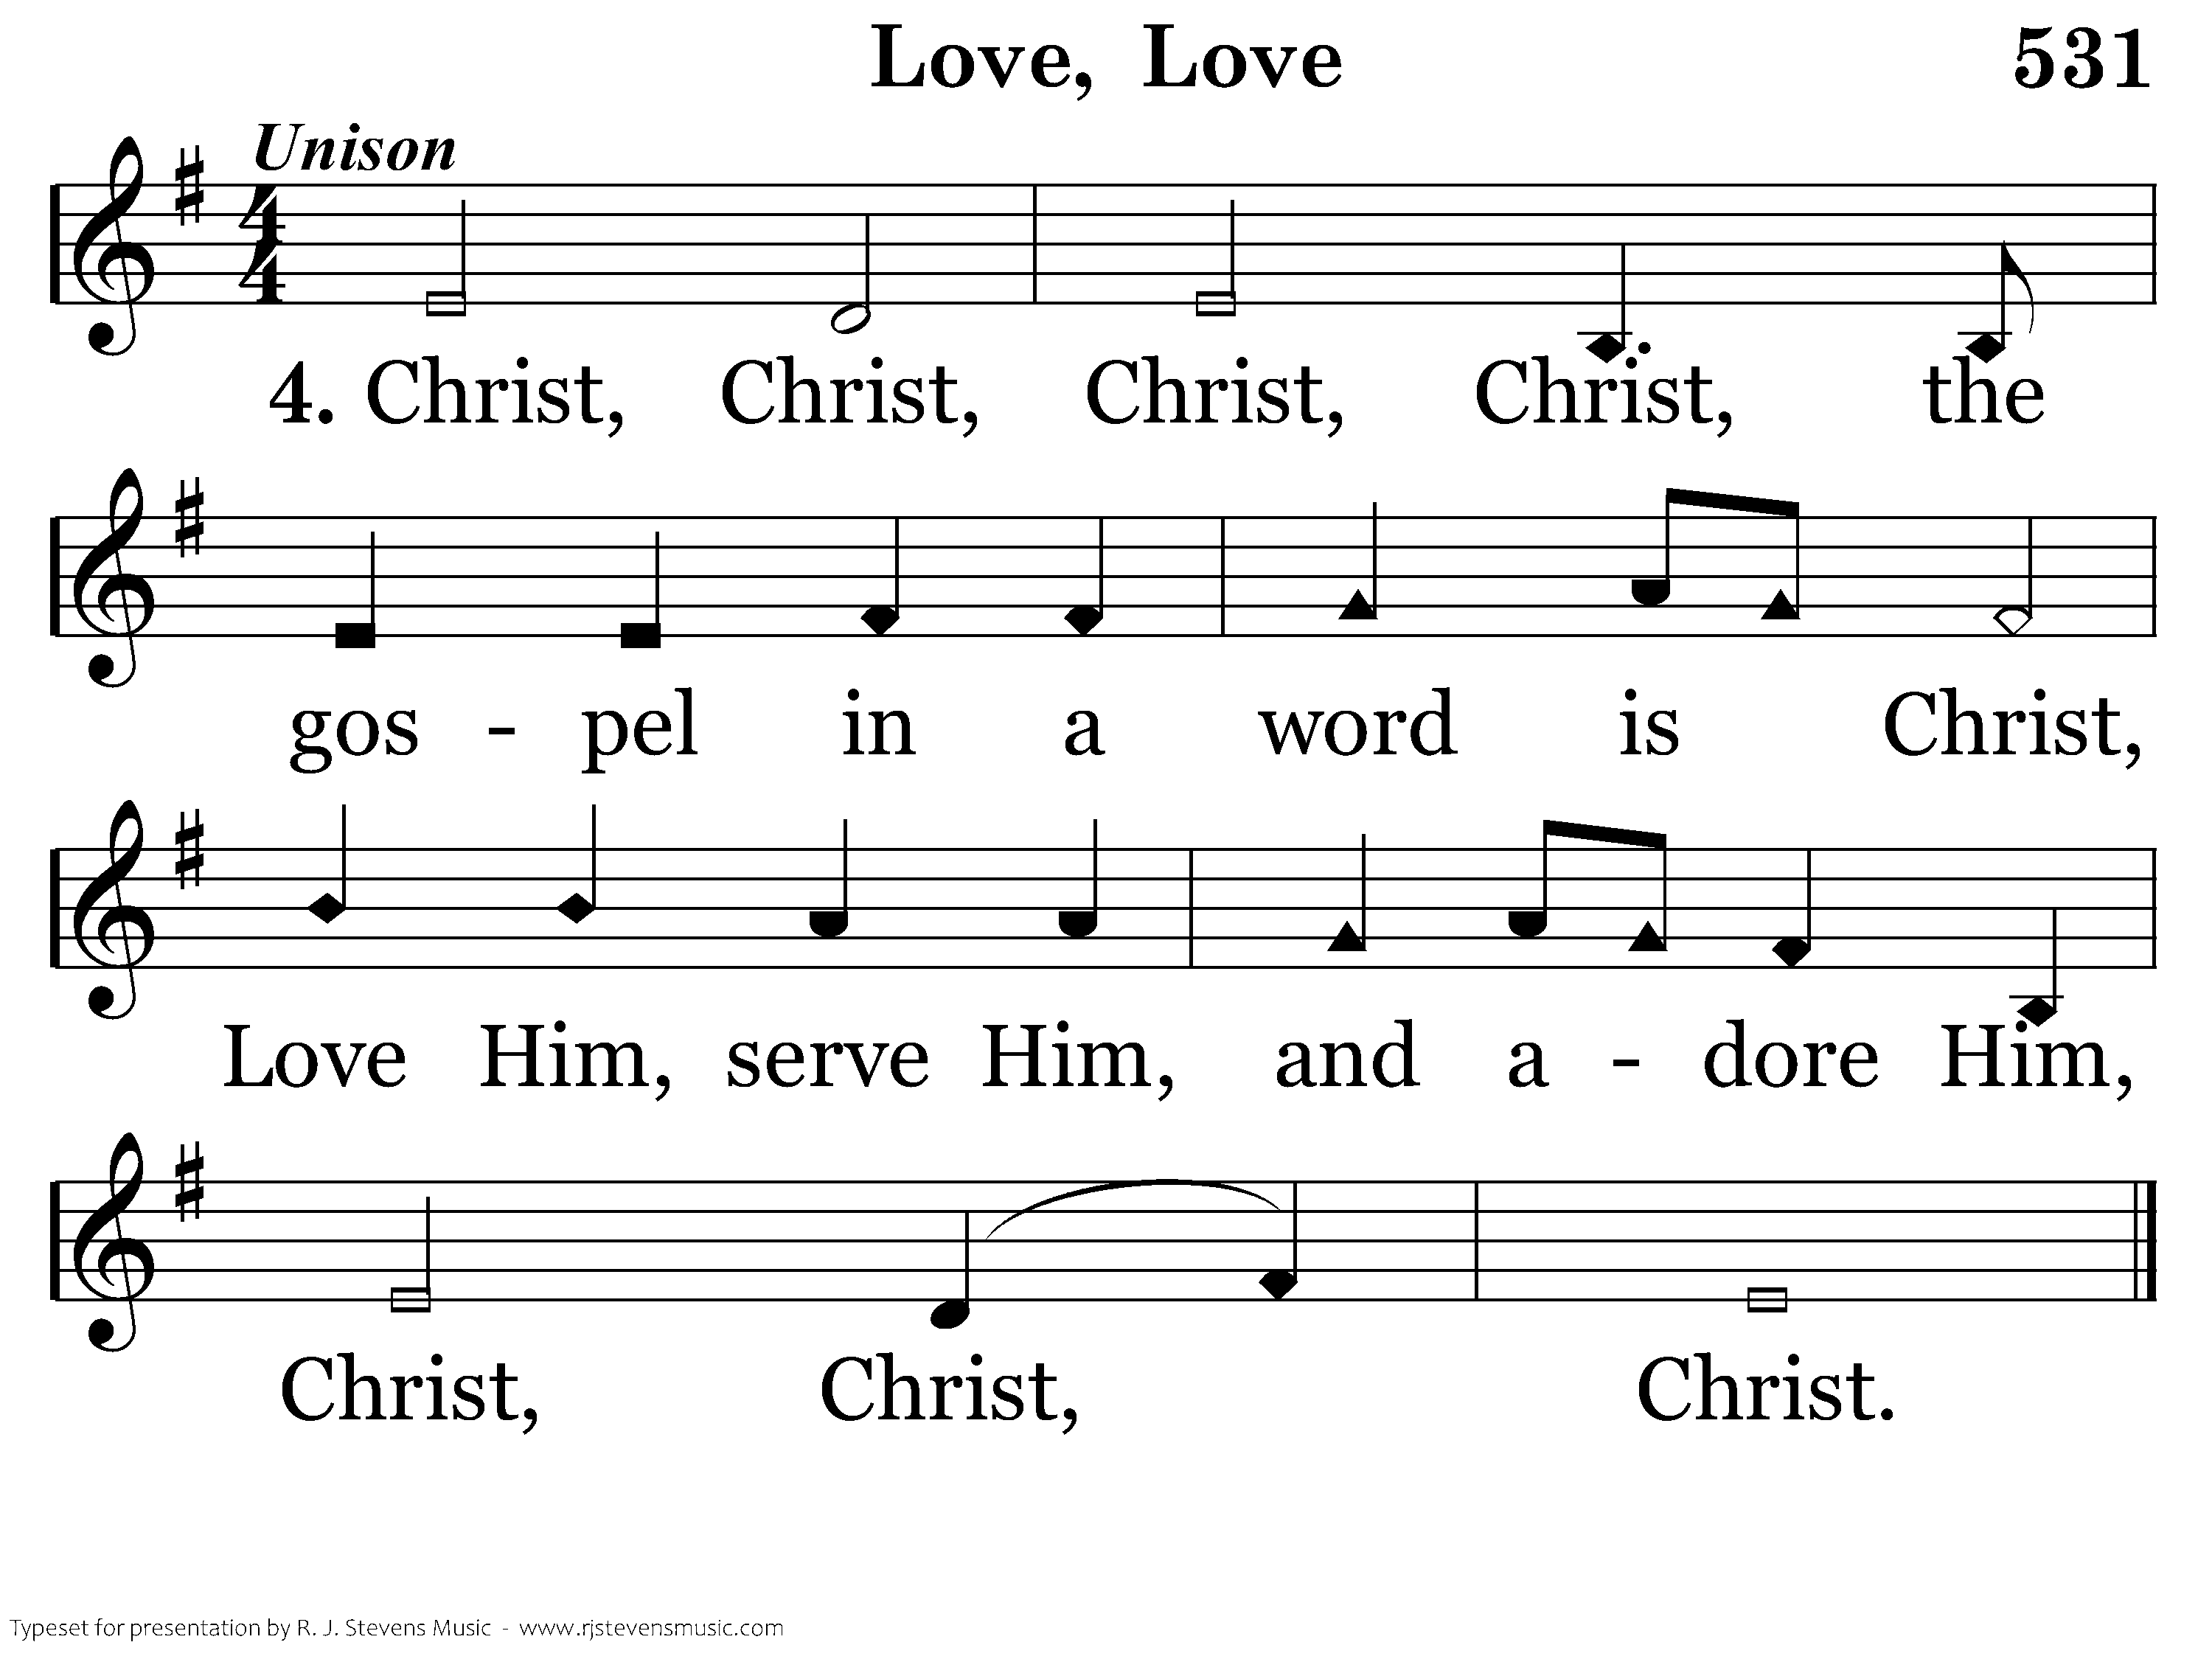 Love, Love 531
Unison
4. Christ, Christ, Christ, Christ, the
gos - pel in a word is Christ,
Love Him, serve Him, and a - dore Him,
Christ, Christ, Christ.
Typeset for presentation by R. J. Stevens Music - www.rjstevensmusic.com